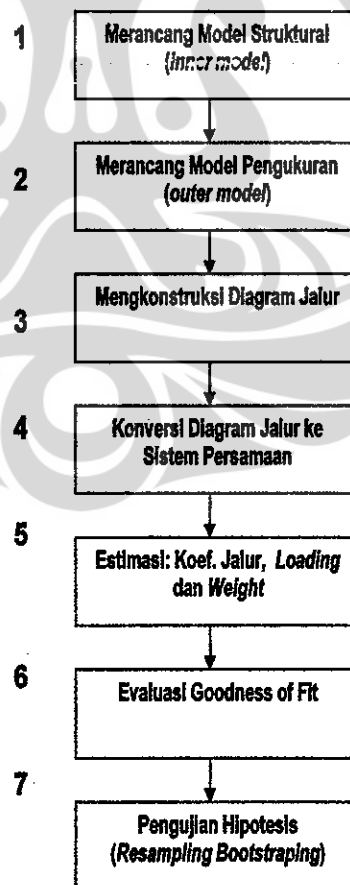 1
Merancang Model Struktural
(inner model)
2
Merancang Model Pengukuran
(outer model)
3
Mengkonstruksi Diagram Jalur
4
Konversi Diagram Jalur ke
Sistem Persamaan
5
Estimasi: Koef. Jalur, Loading
dan Weight
6
Evaluasi Goodness of Fit
7
Pengujian Hipotesis
(Resampling Bootstraping)